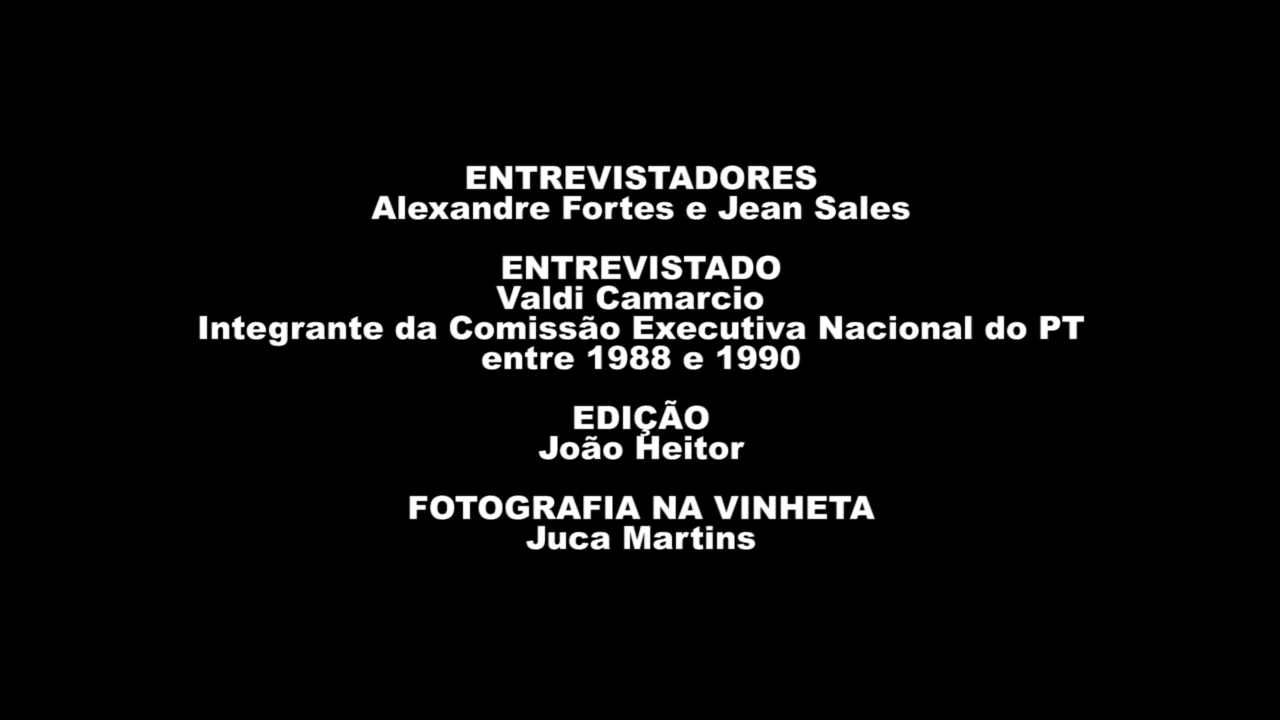 ENTREVISTADORES
Alexandre Fortes e Jean Sales
ENTREVISTADO
Valdi Camarcio
Integrante da Comissão Executiva Nacional do PT
entre 1988 e 1990
EDIÇÃO
João Heitor
FOTOGRAFIA NA VINHETA
Juca Martins